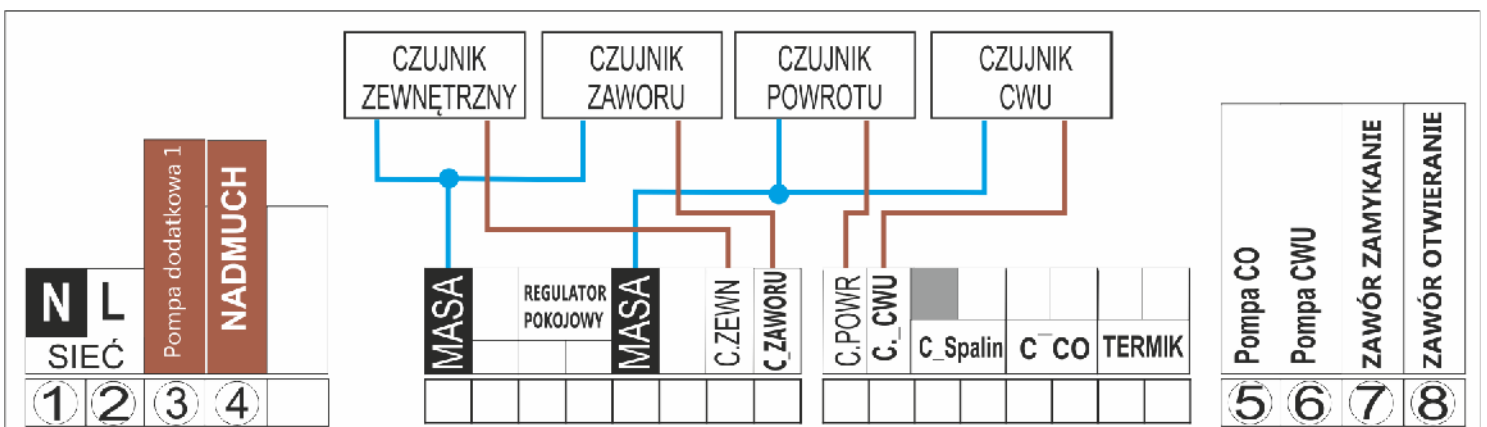 CZUJNIK
ZEWNĘTRZNY
CZUJNIK
ZAWORU
CZUJNIK
POWROTU
CZUJNIK
CWU
N L
SIEĆ
Pompa dodatkowa 1
NADMUCH
MASA
REGULATOR
POKOJOWY
MASA
C.ZEWN
C_ZAWORU
C.POWR
C._CWU
C_Spalin
C_CO
TERMIK
Pompa CO
Pompa CWU
ZAWÓR ZAMYKANIE
ZAWÓR OTWIERANIE
1 2 3 4
5 6 7 8